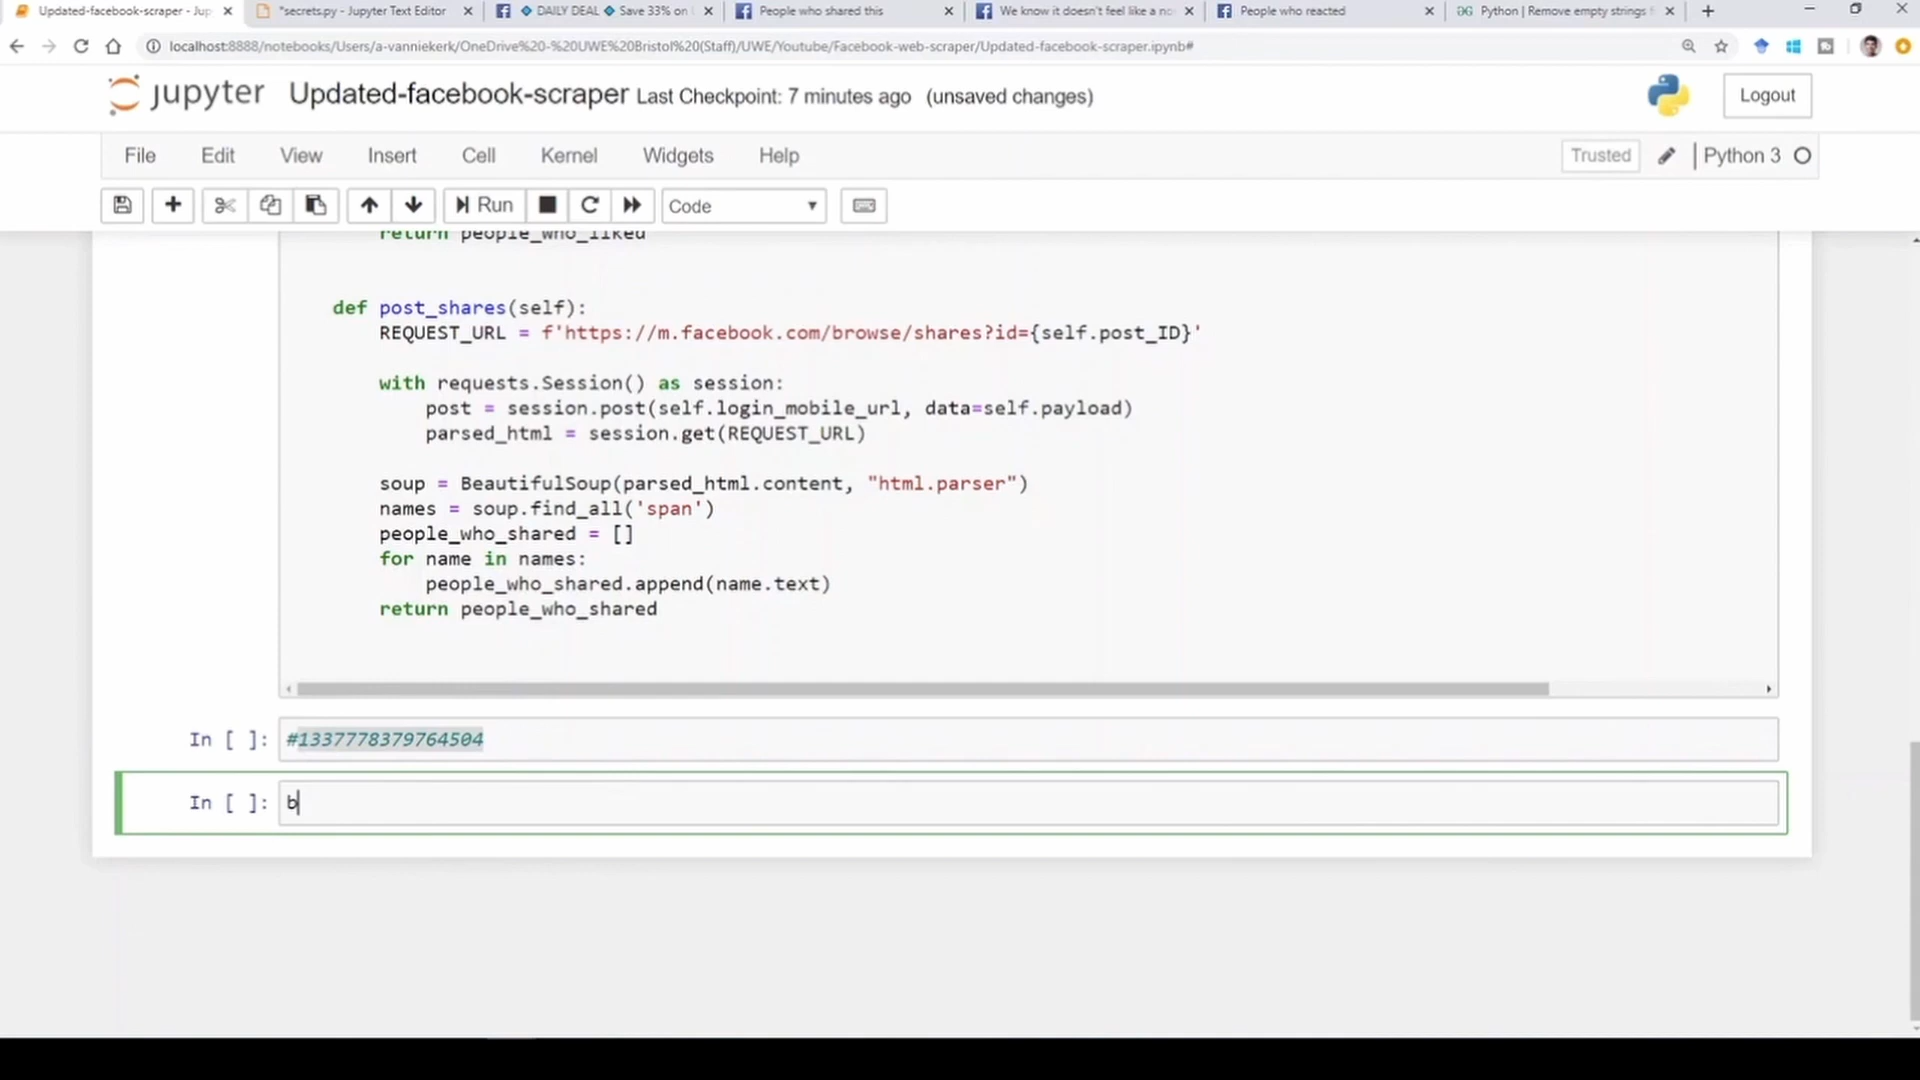 Updated-facebook-scraper - Jup
*secrets.py - Jupyter Text Editor
DAILY DEAL Save 33% on
People who shared this
We know it doesn't feel like a no
People who reacted
Python | Remove empty strings f
localhost:8888/notebooks/Users/a-vanniekerk/OneDrive%20-%20UWE%20Bristol%20(Staff)/UWE/Youtube/Facebook-web-scraper/Updated-facebook-scraper.ipynb#
jupyter Updated-facebook-scraper Last Checkpoint: 7 minutes ago (unsaved changes)
Logout
File Edit View Insert Cell Kernel Widgets Help
Trusted | Python 3
Run Code
return people_who_liked
def post_shares(self):
REQUEST_URL = f'https://m.facebook.com/browse/shares?id={self.post_ID}'
with requests.Session() as session:
post = session.post(self.login_mobile_url, data=self.payload)
parsed_html = session.get(REQUEST_URL)
soup = BeautifulSoup(parsed_html.content, "html.parser")
names = soup.find_all('span')
people_who_shared = []
for name in names:
people_who_shared.append(name.text)
return people_who_shared
In [ ]: #1337778379764504
In [ ]: b